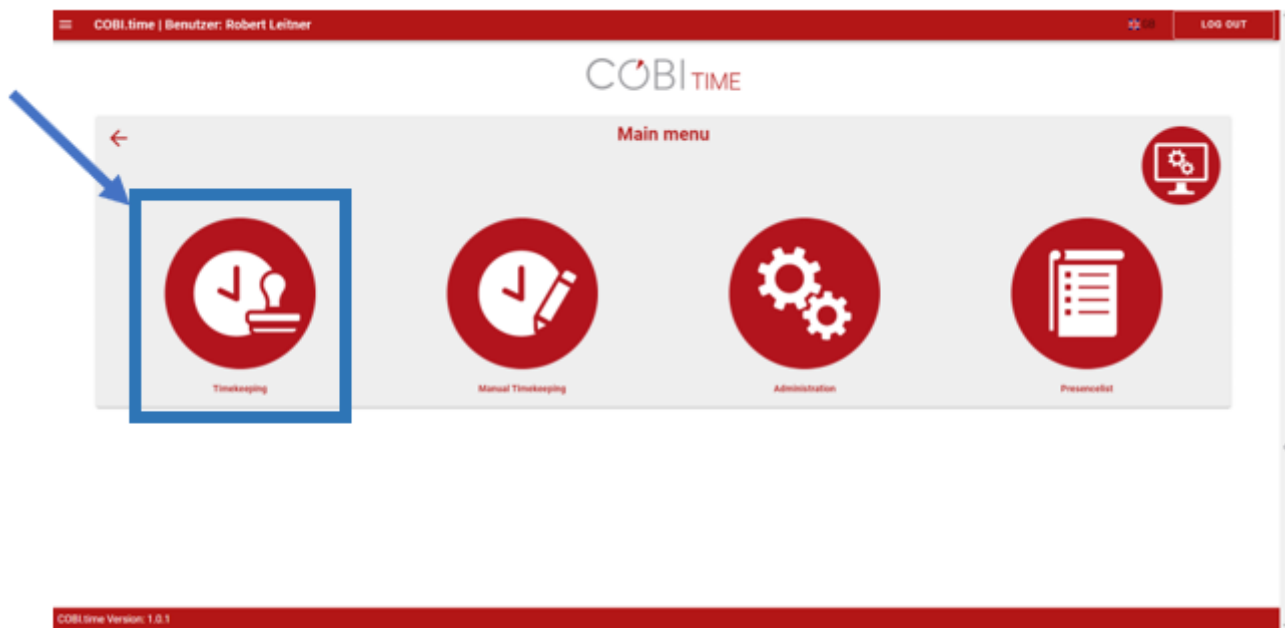 COBI.time | Benutzer: Robert Leitner
LOG OUT
COBI TIME
Main menu
Timekeeping
Manual Timekeeping
Administration
Presencelist
COBI.time Version: 1.0.1